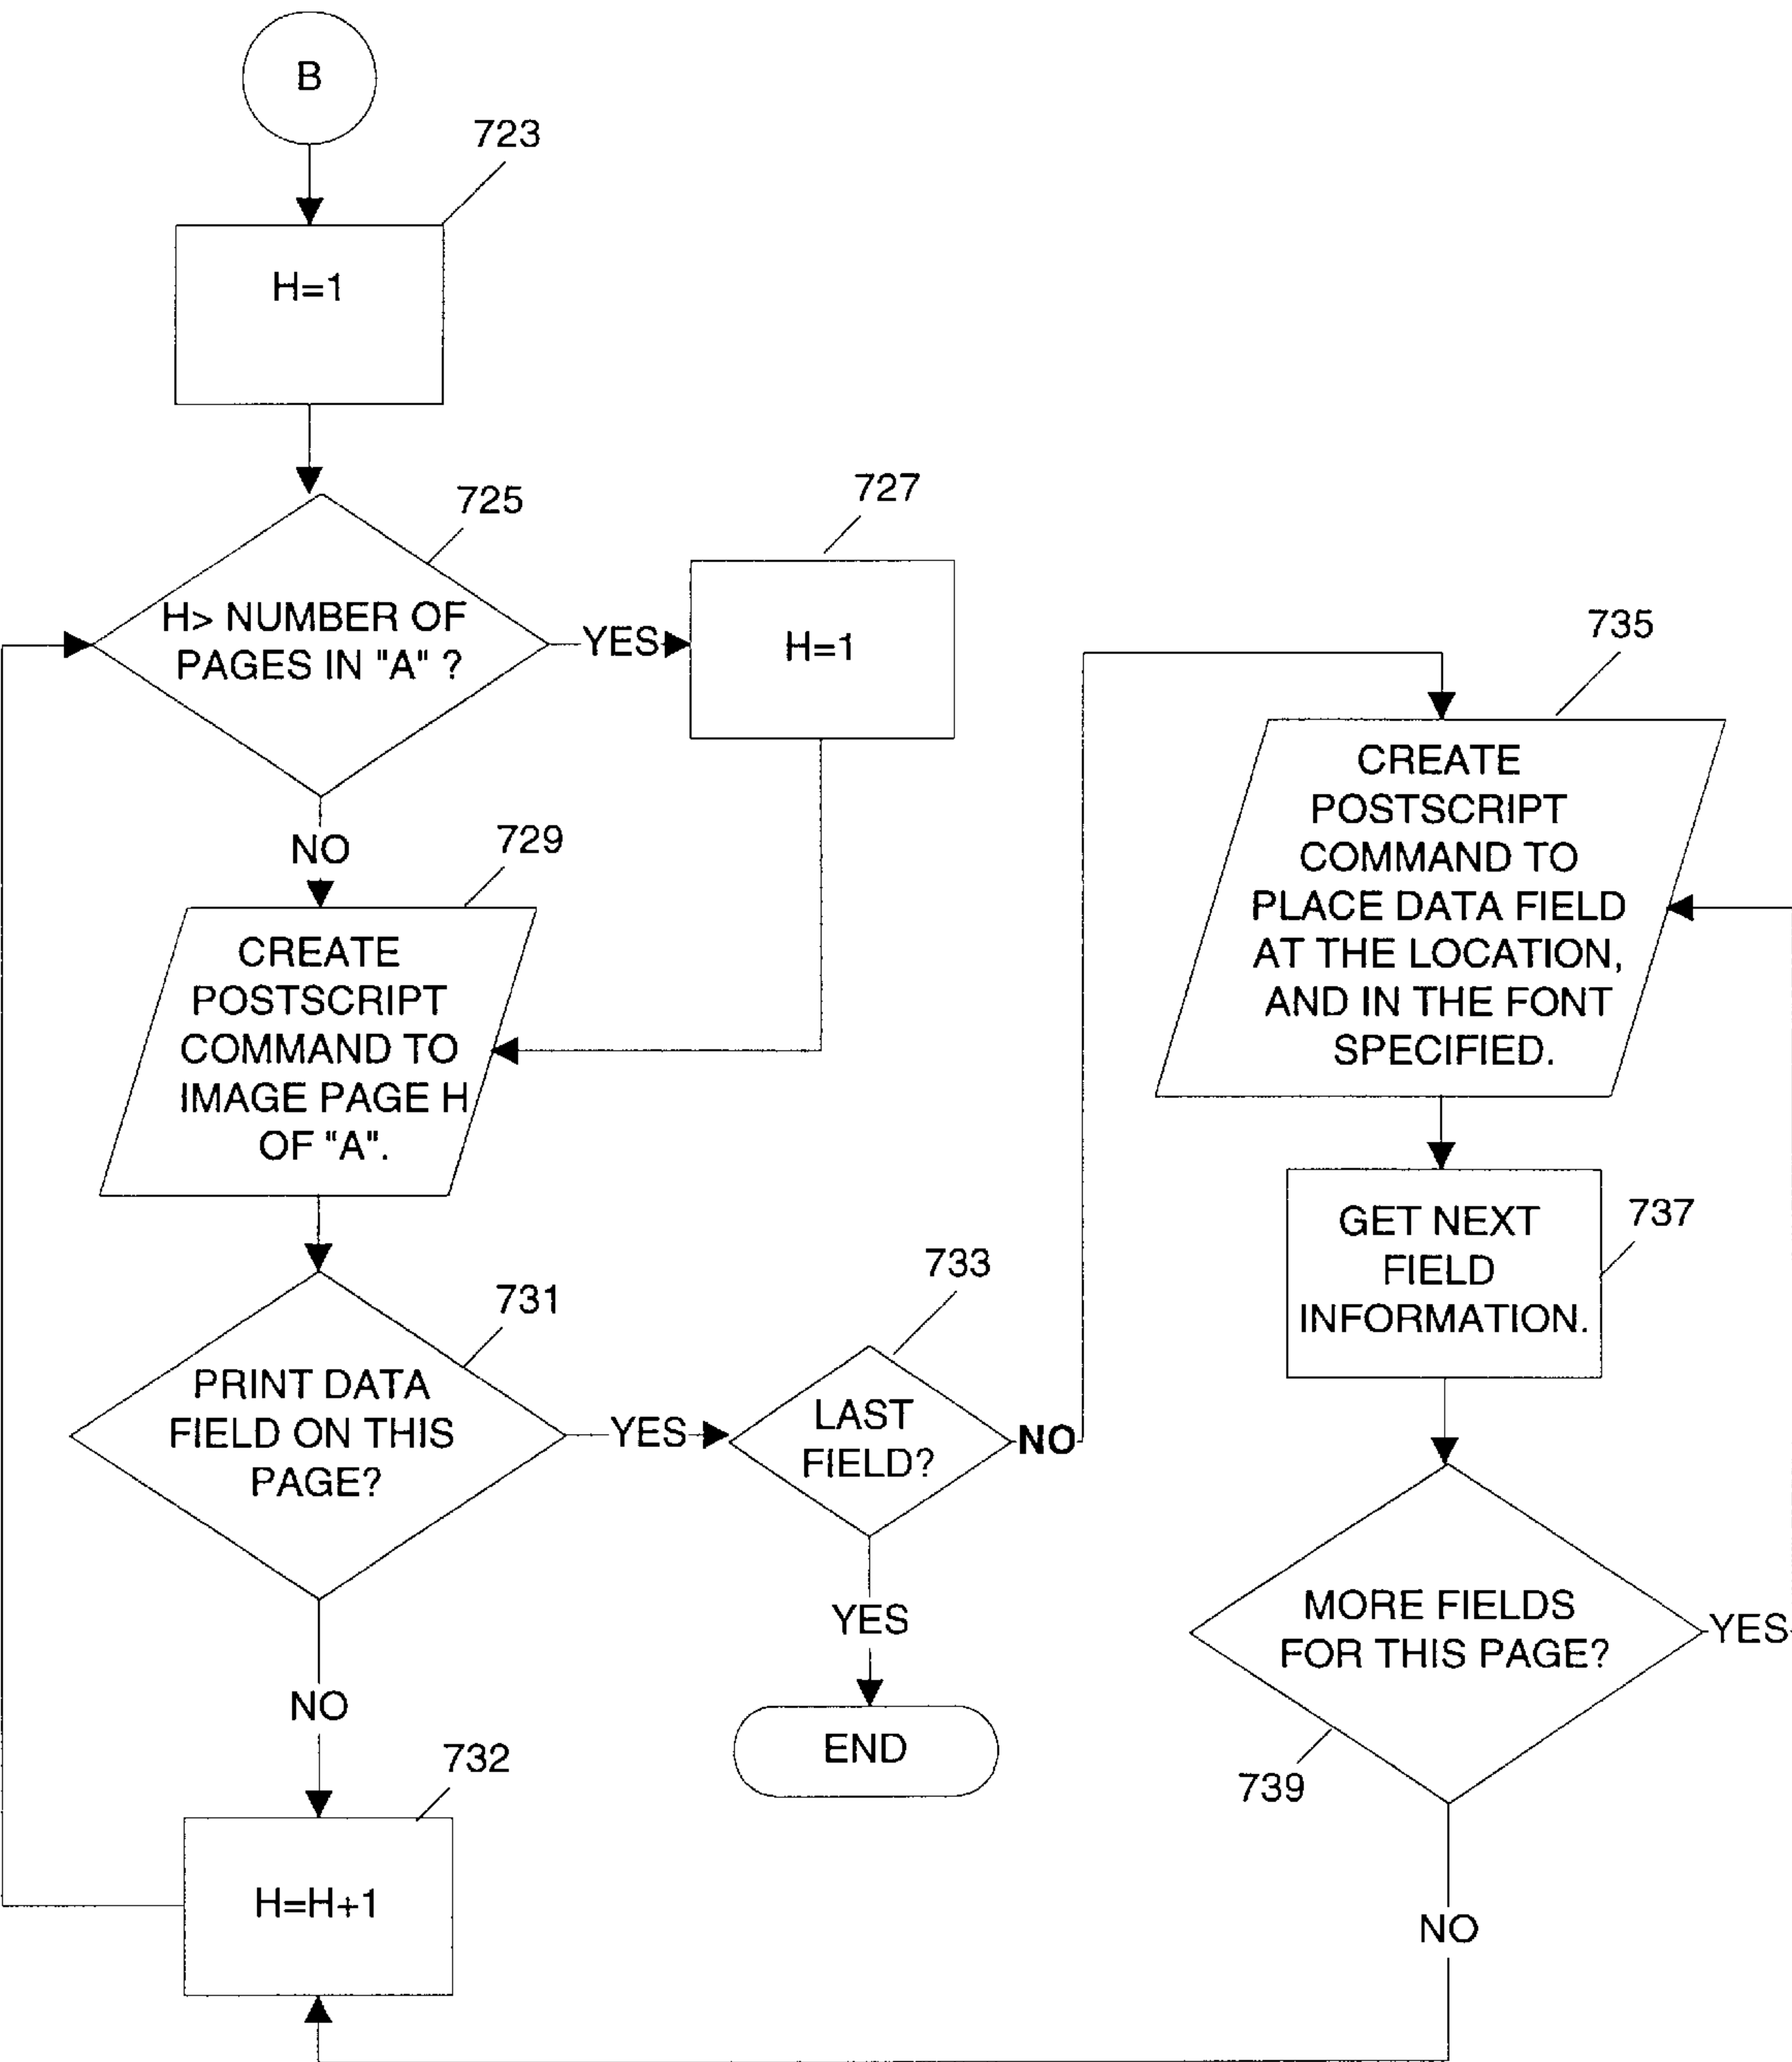 B
723
H=1
725
H> NUMBER OF
PAGES IN "A" ?
YES
727
H=1
NO
729
CREATE
POSTSCRIPT
COMMAND TO
IMAGE PAGE H
OF "A".
731
PRINT DATA
FIELD ON THIS
PAGE?
YES
NO
732
H=H+1
733
LAST
FIELD?
NO
YES
END
735
CREATE
POSTSCRIPT
COMMAND TO
PLACE DATA FIELD
AT THE LOCATION,
AND IN THE FONT
SPECIFIED.
737
GET NEXT
FIELD
INFORMATION.
MORE FIELDS
FOR THIS PAGE?
YES
739
NO